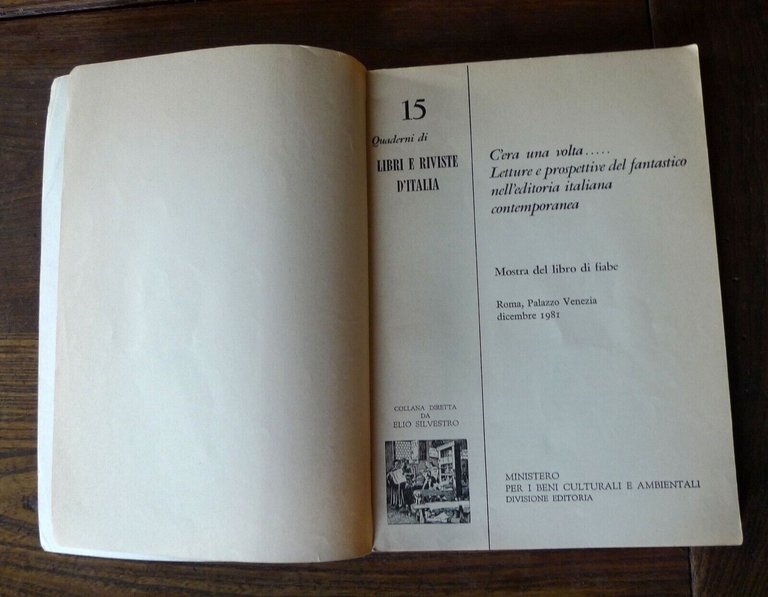 15
Quaderni di
LIBRI E RIVISTE
D'ITALIA
COLLANA DIRETTA
DA
ELIO SILVESTRO
C'era una volta.....
Letture e prospettive del fantastico
nell'editoria italiana
contemporanea
Mostra del libro di fiabe
Roma, Palazzo Venezia
dicembre 1981
MINISTERO
PER I BENI CULTURALI E AMBIENTALI
DIVISIONE EDITORIA